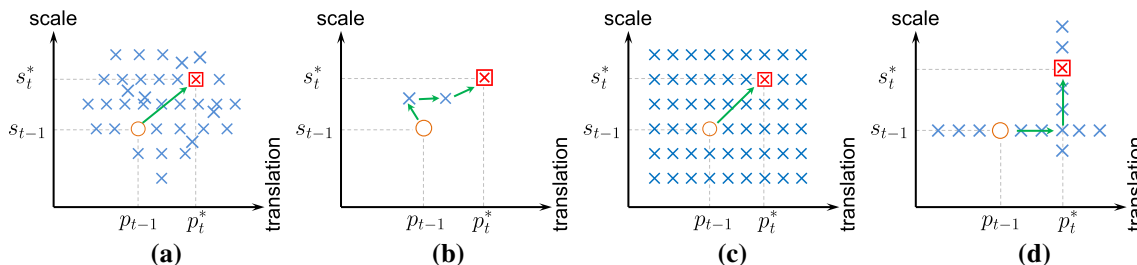 scale
s*_t
s_{t-1}
p_{t-1}
p*_t
translation
(a)
scale
s*_t
s_{t-1}
p_{t-1}
p*_t
translation
(b)
scale
s*_t
s_{t-1}
p_{t-1}
p*_t
translation
(c)
scale
s*_t
s_{t-1}
p_{t-1}
p*_t
translation
(d)